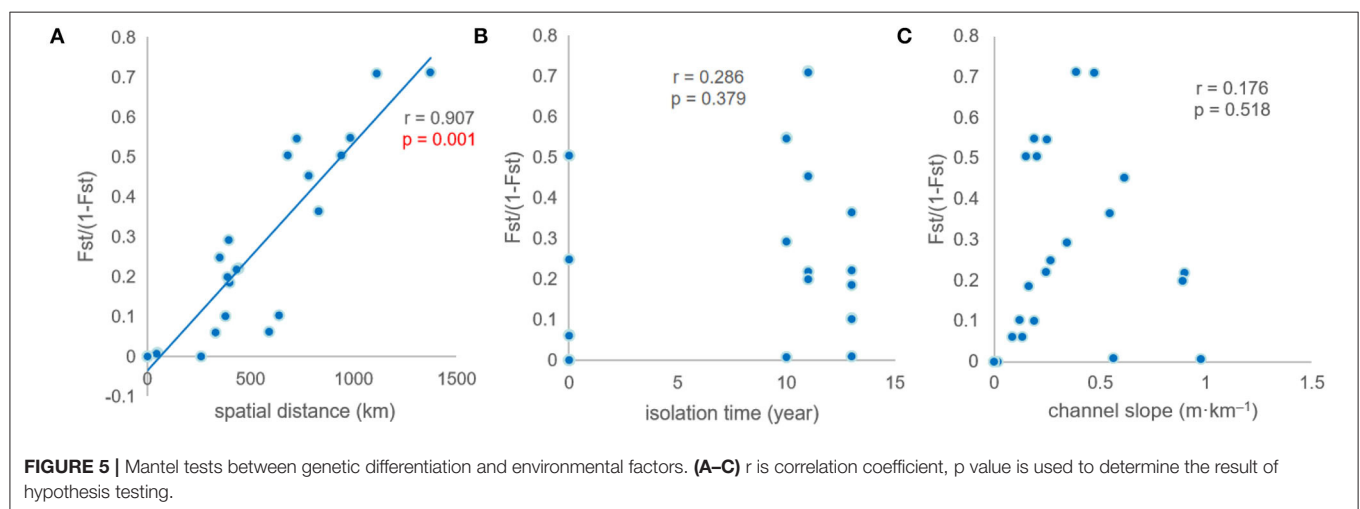 A
0.8
0.7
0.6
0.5
0.4
0.3
0.2
0.1
0
-0.1
0
500
1000
1500
r = 0.907
p = 0.001
Fst/(1-Fst)
spatial distance (km)
B
0.8
0.7
0.6
0.5
0.4
0.3
0.2
0.1
0
0
5
10
15
r = 0.286
p = 0.379
Fst/(1-Fst)
isolation time (year)
C
0.8
0.7
0.6
0.5
0.4
0.3
0.2
0.1
0
0
0.5
1
1.5
r = 0.176
p = 0.518
Fst/(1-Fst)
channel slope (m·km⁻¹)
FIGURE 5 | Mantel tests between genetic differentiation and environmental factors. (A–C) r is correlation coefficient, p value is used to determine the result of
hypothesis testing.